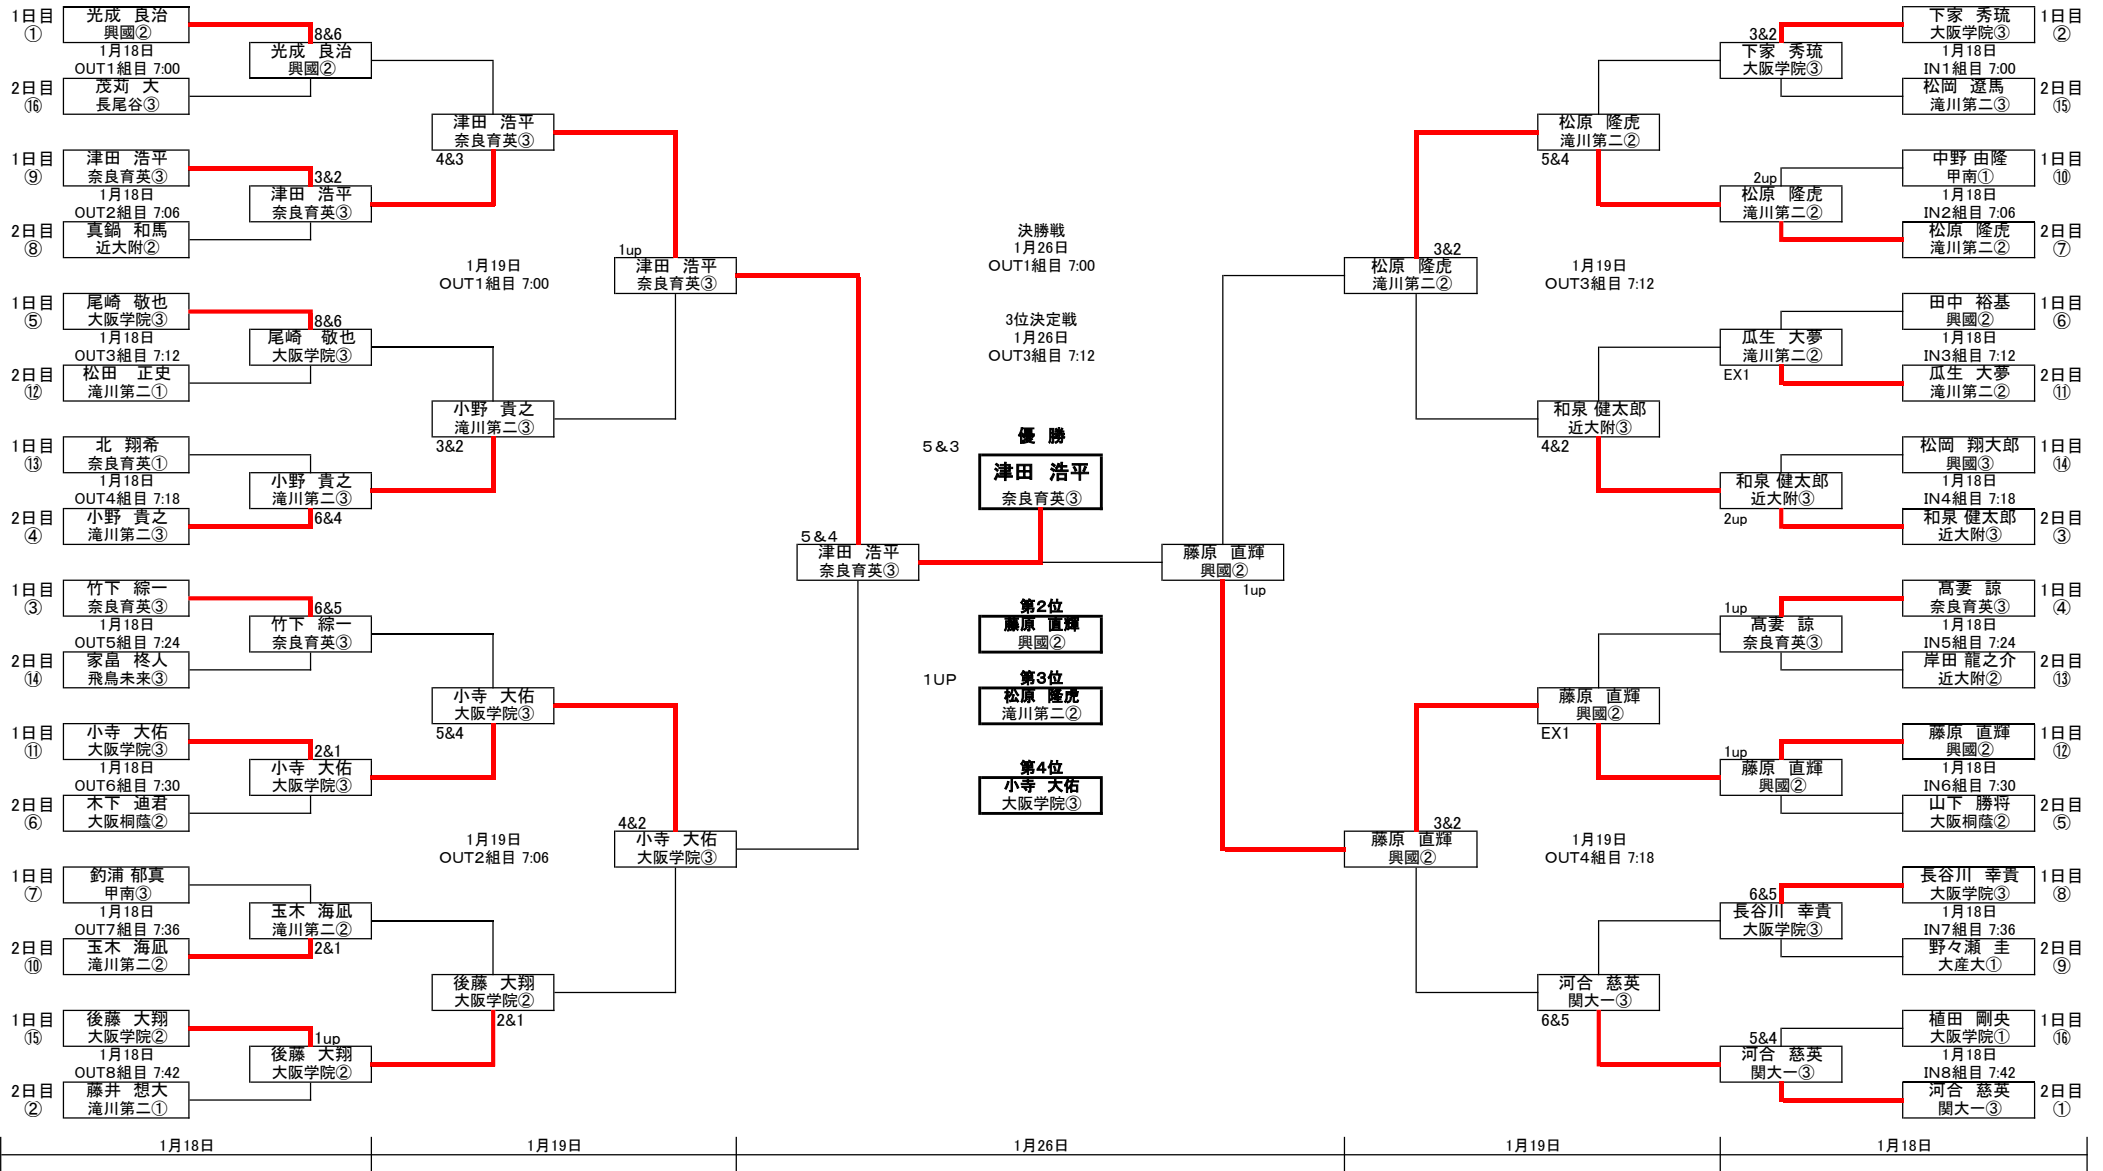 1日目
①
光成 良治
興國②
1月18日
OUT1組目 7:00
2日目
⑯
茂苅 大
長尾谷③
8&6
光成 良治
興國②
1日目
⑨
津田 浩平
奈良育英③
1月18日
OUT2組目 7:06
2日目
⑧
真鍋 和馬
近大附②
3&2
津田 浩平
奈良育英③
津田 浩平
奈良育英③
4&3
1日目
⑤
尾崎 敬也
大阪学院③
1月18日
OUT3組目 7:12
2日目
⑫
松田 正史
滝川第二①
8&6
尾崎 敬也
大阪学院③
1日目
⑬
北 翔希
奈良育英①
1月18日
OUT4組目 7:18
2日目
④
小野 貴之
滝川第二③
小野 貴之
滝川第二③
6&4
小野 貴之
滝川第二③
3&2
1月19日
OUT1組目 7:00
1up
津田 浩平
奈良育英③
1日目
③
竹下 綜一
奈良育英③
1月18日
OUT5組目 7:24
2日目
⑭
家畠 柊人
飛鳥未来③
6&5
竹下 綜一
奈良育英③
1日目
⑪
小寺 大佑
大阪学院③
1月18日
OUT6組目 7:30
2日目
⑥
木下 迪君
大阪桐蔭②
2&1
小寺 大佑
大阪学院③
小寺 大佑
大阪学院③
5&4
1日目
⑦
釣浦 郁真
甲南③
1月18日
OUT7組目 7:36
2日目
⑩
玉木 海凪
滝川第二②
玉木 海凪
滝川第二②
2&1
1日目
⑮
後藤 大翔
大阪学院②
1月18日
OUT8組目 7:42
2日目
②
藤井 想大
滝川第二①
1up
後藤 大翔
大阪学院②
後藤 大翔
大阪学院②
2&1
1月19日
OUT2組目 7:06
4&2
小寺 大佑
大阪学院③
5&4
津田 浩平
奈良育英③
決勝戦
1月26日
OUT1組目 7:00
3位決定戦
1月26日
OUT3組目 7:12
5&3
優 勝
津田 浩平
奈良育英③
第2位
藤原 直輝
興國②
1UP
第3位
松原 隆虎
滝川第二②
第4位
小寺 大佑
大阪学院③
藤原 直輝
興國②
1up
3&2
松原 隆虎
滝川第二②
1月19日
OUT3組目 7:12
松原 隆虎
滝川第二②
5&4
3&2
下家 秀琉
大阪学院③
下家 秀琉
大阪学院③
1日目
②
1月18日
IN1組目 7:00
松岡 遼馬
滝川第二③
2日目
⑮
2up
松原 隆虎
滝川第二②
中野 由隆
甲南①
1日目
⑩
1月18日
IN2組目 7:06
松原 隆虎
滝川第二②
2日目
⑦
和泉 健太郎
近大附③
4&2
瓜生 大夢
滝川第二②
EX1
田中 裕基
興國②
1日目
⑥
1月18日
IN3組目 7:12
瓜生 大夢
滝川第二②
2日目
⑪
和泉 健太郎
近大附③
2up
松岡 翔大郎
興國③
1日目
⑭
1月18日
IN4組目 7:18
和泉 健太郎
近大附③
2日目
③
3&2
藤原 直輝
興國②
1月19日
OUT4組目 7:18
藤原 直輝
興國②
EX1
1up
髙妻 諒
奈良育英③
髙妻 諒
奈良育英③
1日目
④
1月18日
IN5組目 7:24
岸田 龍之介
近大附②
2日目
⑬
1up
藤原 直輝
興國②
藤原 直輝
興國②
1日目
⑫
1月18日
IN6組目 7:30
山下 勝将
大阪桐蔭②
2日目
⑤
河合 慈英
関大一③
6&5
6&5
長谷川 幸貴
大阪学院③
長谷川 幸貴
大阪学院③
1日目
⑧
1月18日
IN7組目 7:36
野々瀬 圭
大産大①
2日目
⑨
5&4
河合 慈英
関大一③
植田 剛央
大阪学院①
1日目
⑯
1月18日
IN8組目 7:42
河合 慈英
関大一③
2日目
①
1月18日
1月19日
1月26日
1月19日
1月18日